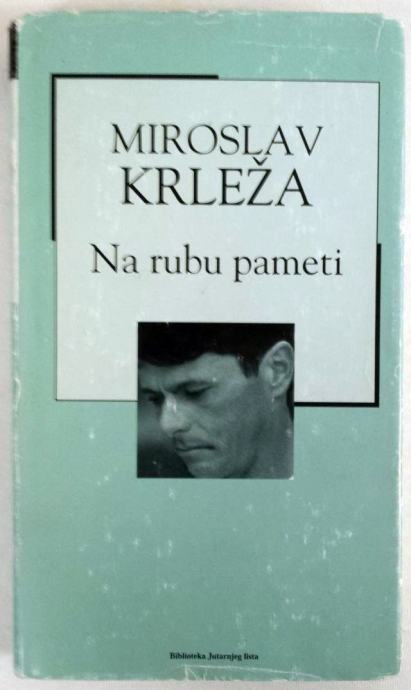 MIROSLAV
KRLEŽA
Na rubu pameti
Biblioteka Jutarnjeg lista